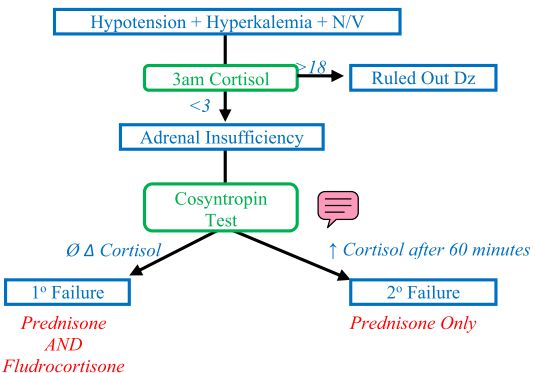 Hypotension + Hyperkalemia + N/V
3am Cortisol
>18
Ruled Out Dz
<3
Adrenal Insufficiency
Cosyntropin
Test
Ø Δ Cortisol
↑ Cortisol after 60 minutes
1º Failure
2º Failure
Prednisone
AND
Fludrocortisone
Prednisone Only